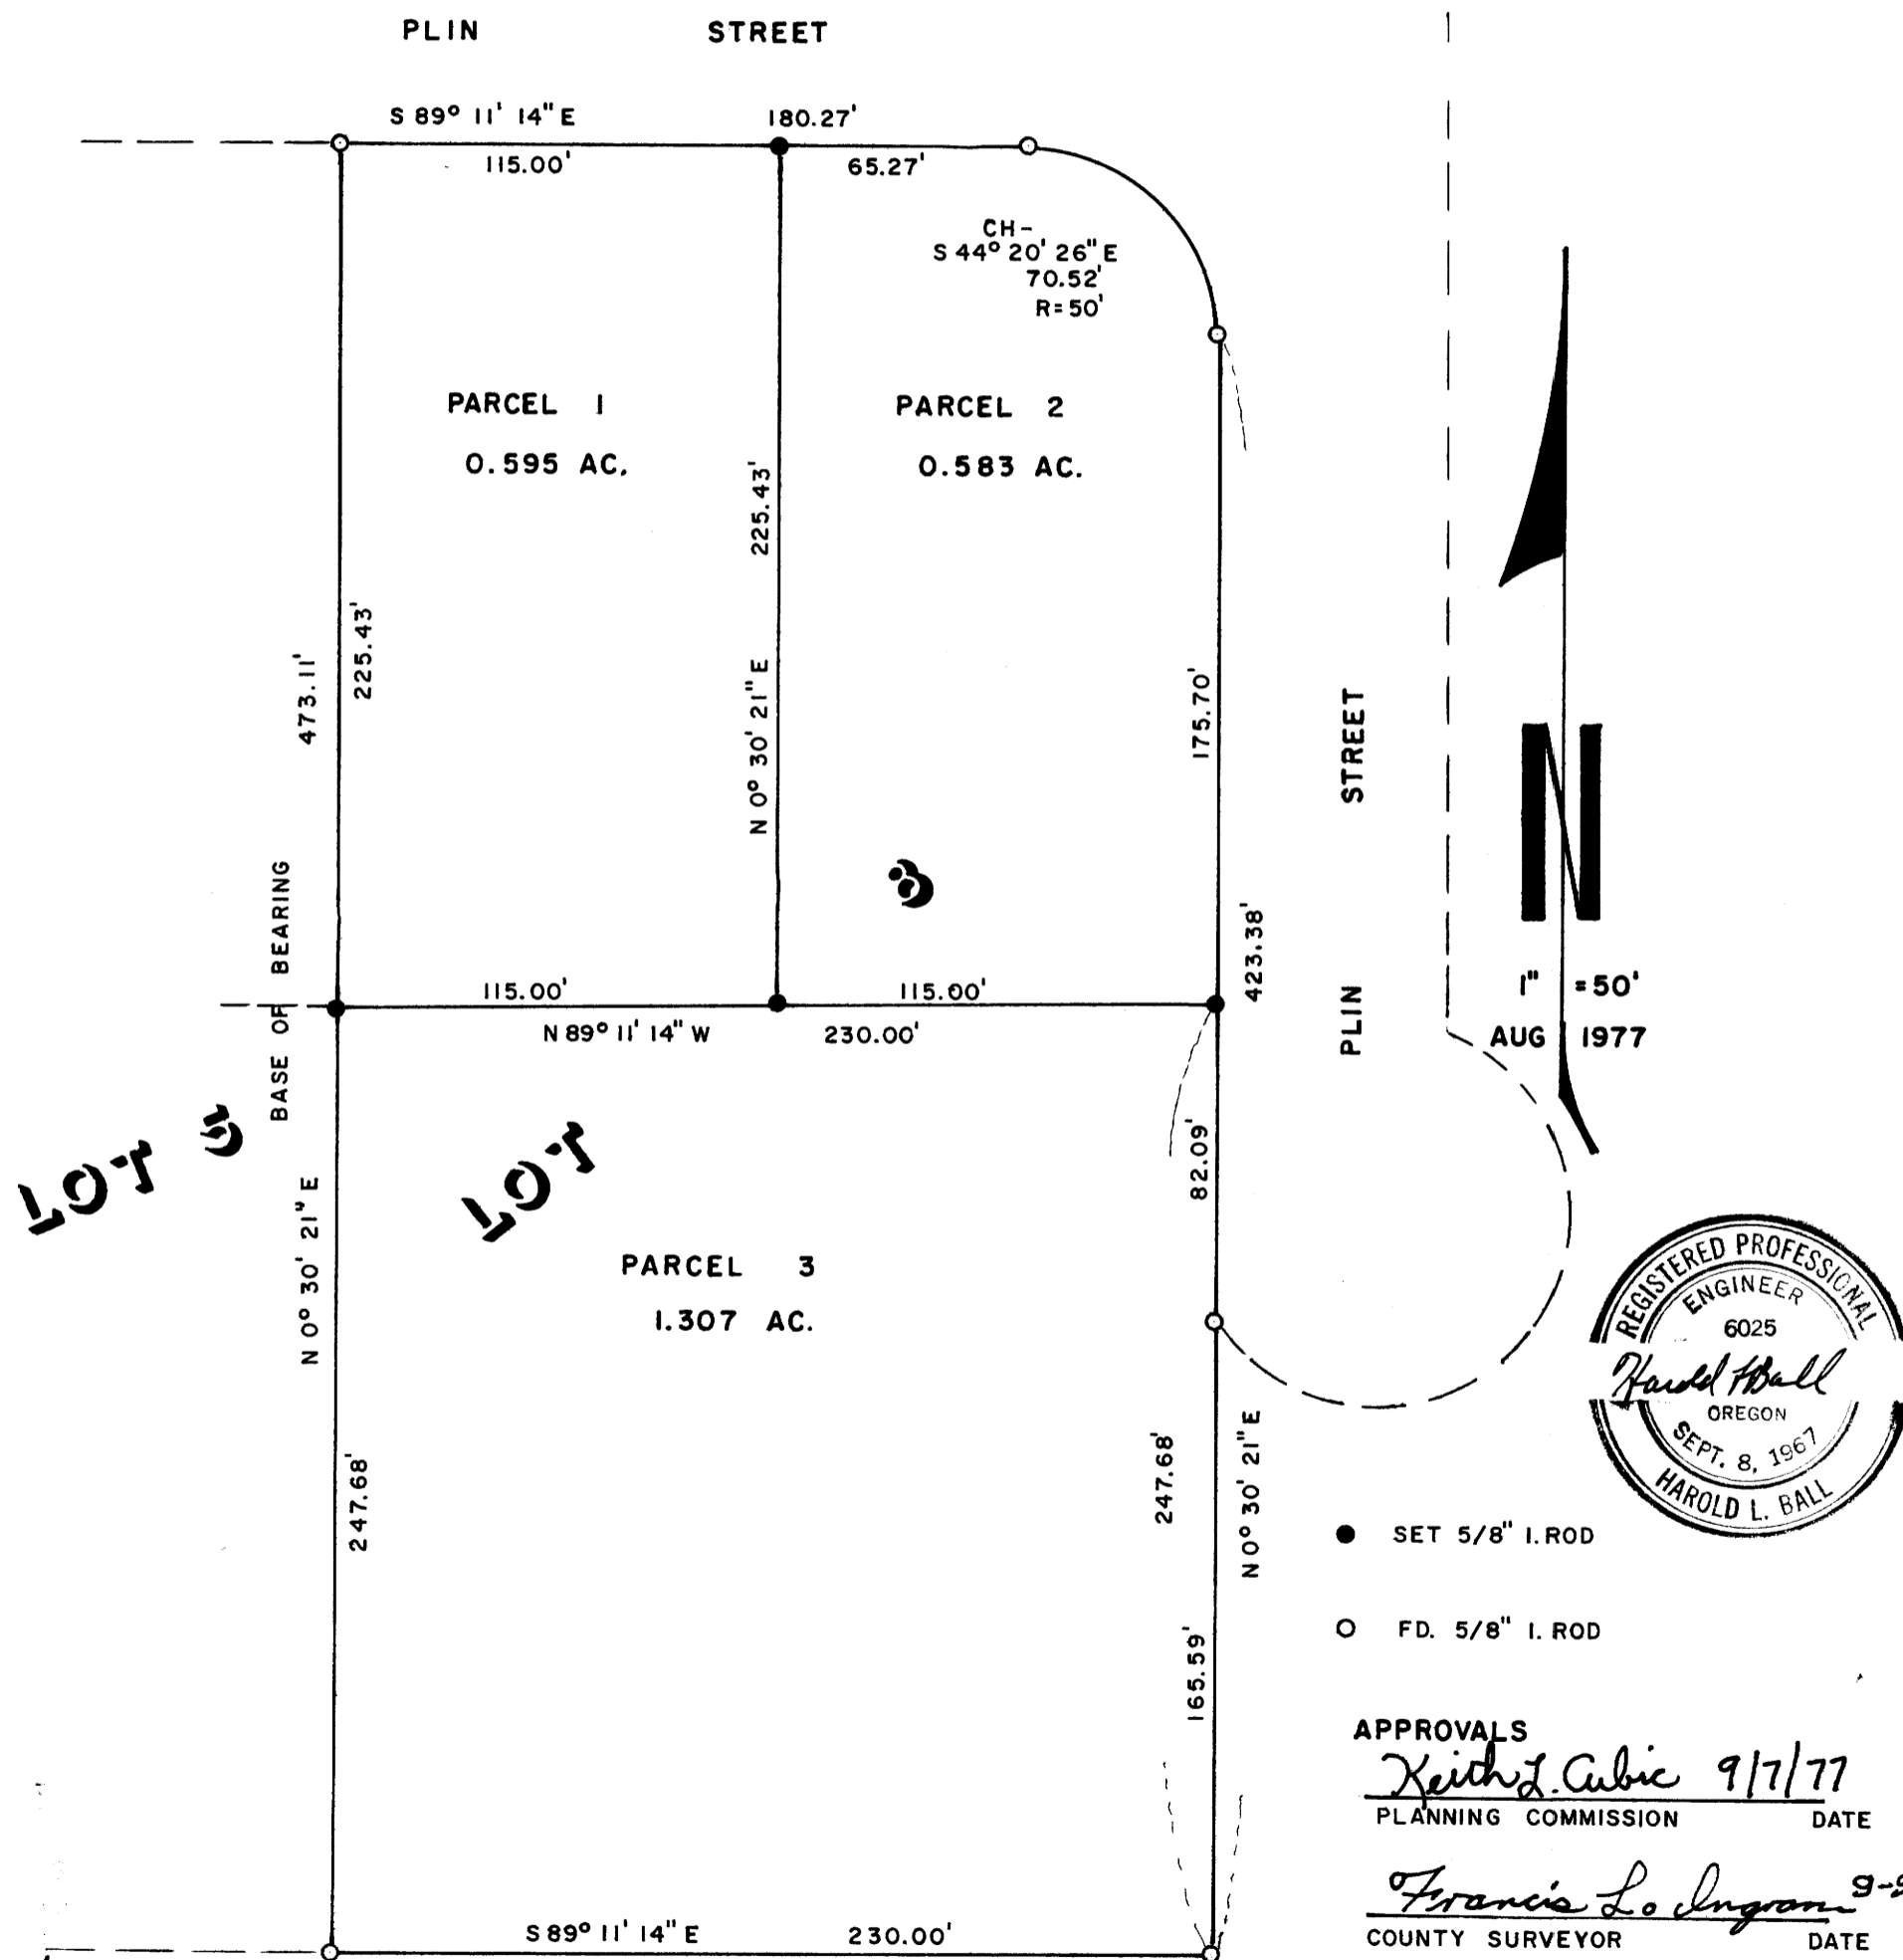 PLIN STREET
S 89° 11' 14" E 180.27'
115.00' 65.27'
CH-
S 44° 20' 26" E
70.52'
R=50'
PARCEL 1
0.595 AC.
PARCEL 2
0.583 AC.
225.43'
N 0° 30' 21" E
473.11'
225.43'
175.70'
PLIN STREET
N
1" =50'
AUG 1977
3
423.38'
BASE OF BEARING
115.00' 115.00'
N 89° 11' 14" W 230.00'
LOT 5
LOT
82.09'
N 0° 30' 21" E
PARCEL 3
1.307 AC.
247.68'
247.68'
N 0° 30' 21" E
165.59'
REGISTERED PROFESSIONAL
ENGINEER
6025
Harold L Ball
OREGON
SEPT. 8, 1967
HAROLD L. BALL
SET 5/8" I.ROD
FD. 5/8" I. ROD
APPROVALS
Keith L. Cubic 9/7/77
PLANNING COMMISSION DATE
Francis L. Ingram
COUNTY SURVEYOR DATE
S 89° 11' 14" E 230.00'